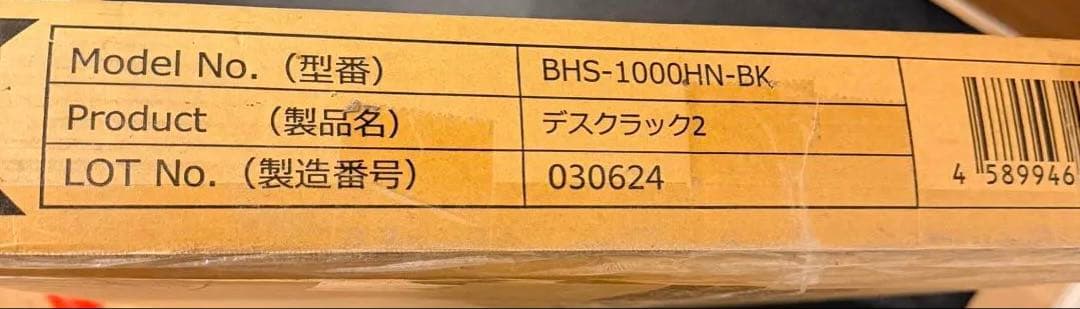 Model No.（型番） BHS-1000HN-BK
Product （製品名） デスクラック2
LOT No.（製造番号） 030624
4 589946